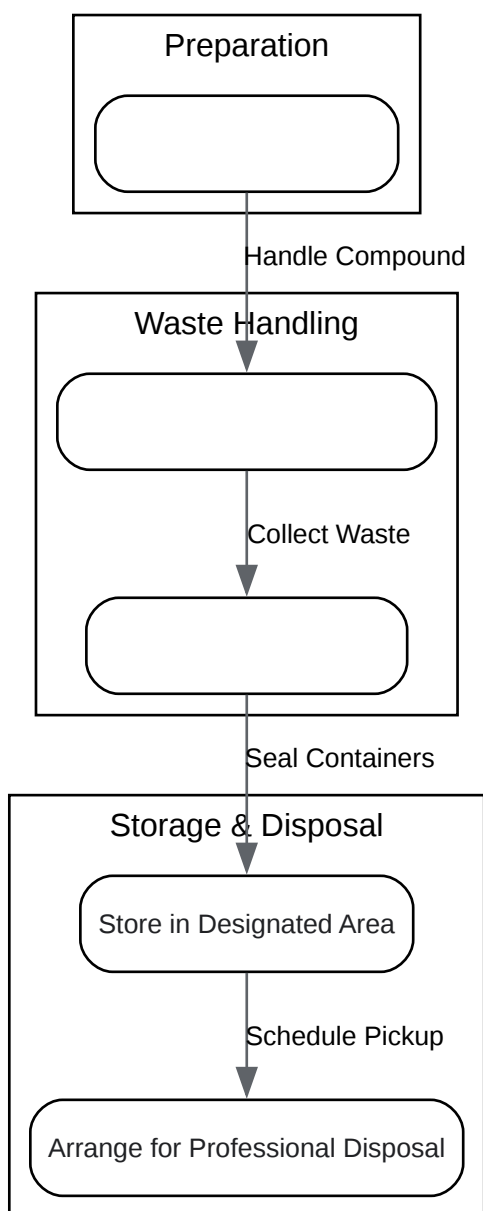 Preparation
Handle Compound
Waste Handling
Collect Waste
Seal Containers
Storage & Disposal
Store in Designated Area
Schedule Pickup
Arrange for Professional Disposal